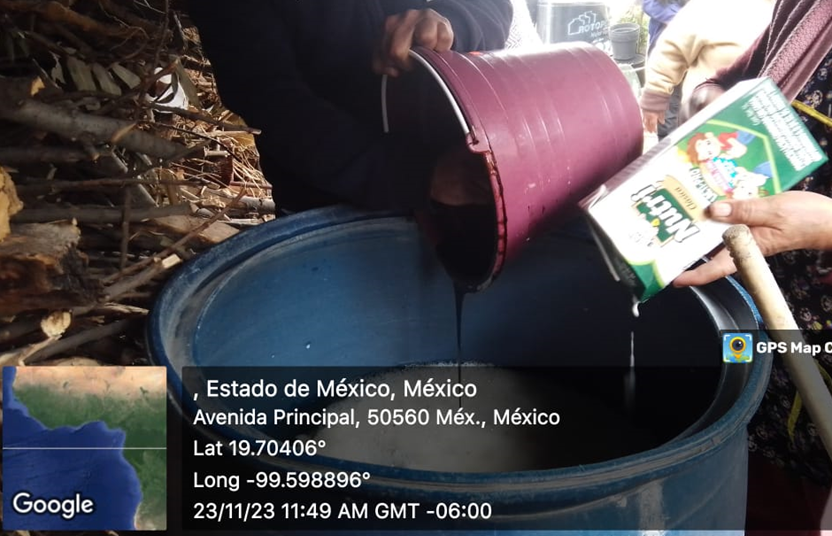 ROTOP
Nutri
GPS Map C
, Estado de México, México
Avenida Principal, 50560 Méx., México
Lat 19.70406°
Long -99.598896°
23/11/23 11:49 AM GMT -06:00
Google